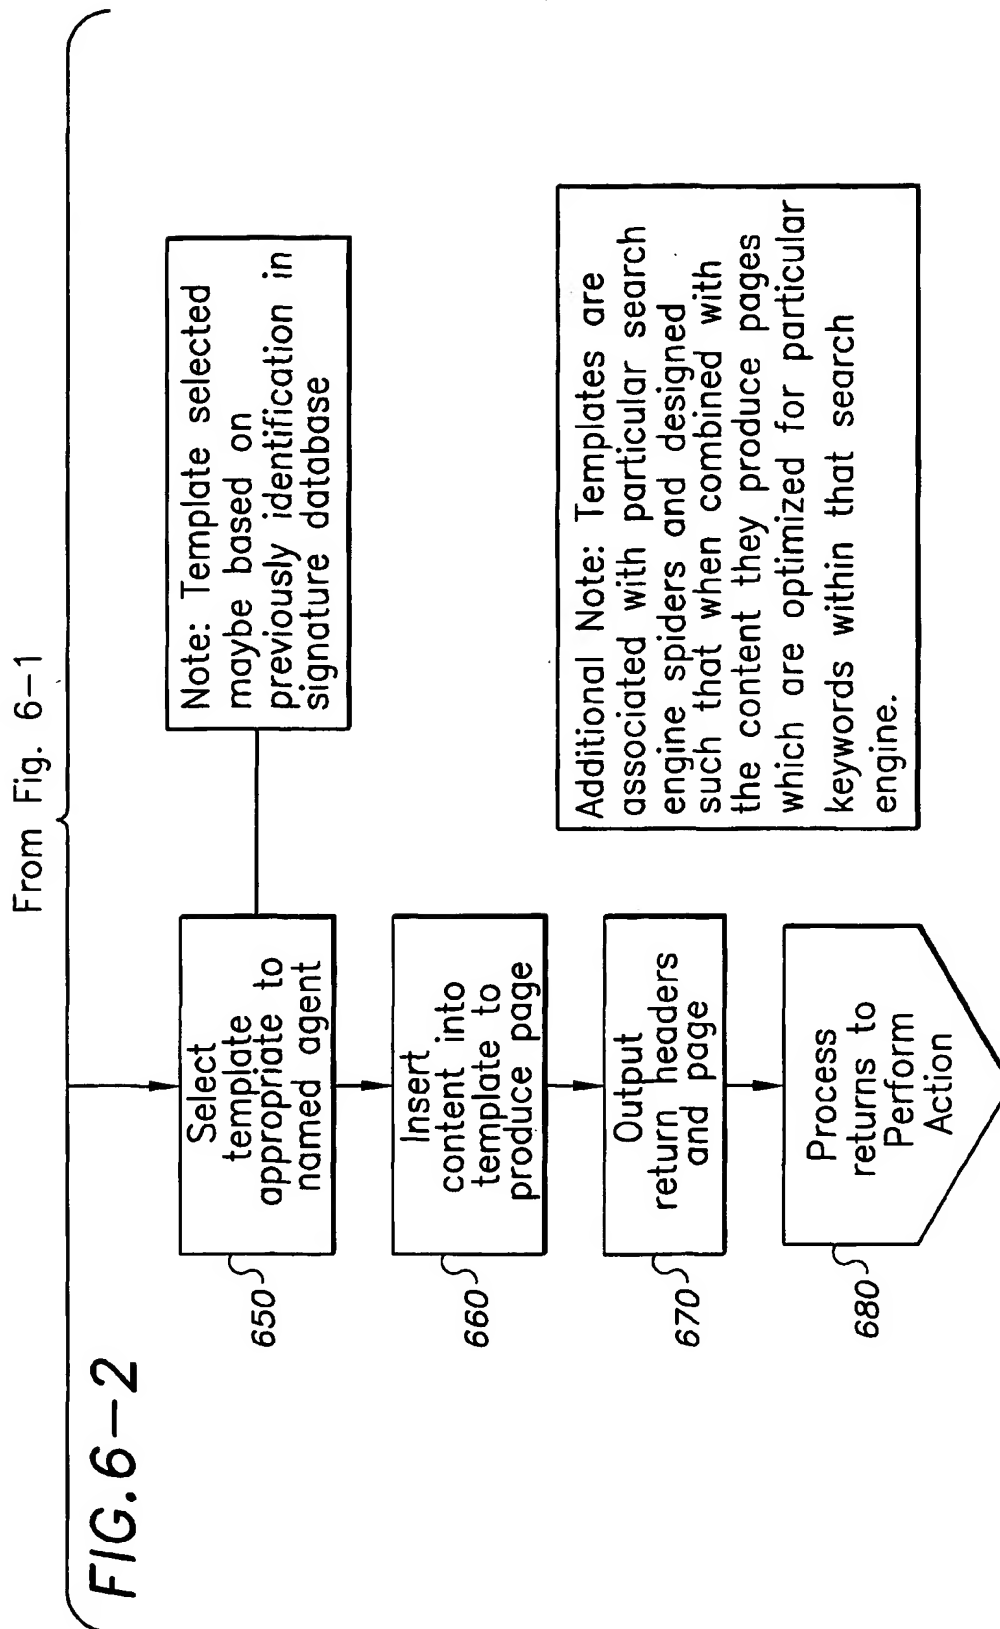 From Fig. 6-1
FIG. 6-2
Select
template
appropriate to
named agent
650
Note: Template selected
maybe based on
previously identification in
signature database
Insert
content into
template to
produce page
660
Output
return headers
and page
670
Process
returns to
Perform
Action
680
Additional Note: Templates are
associated with particular search
engine spiders and designed
such that when combined with
the content they produce pages
which are optimized for particular
keywords within that search
engine.